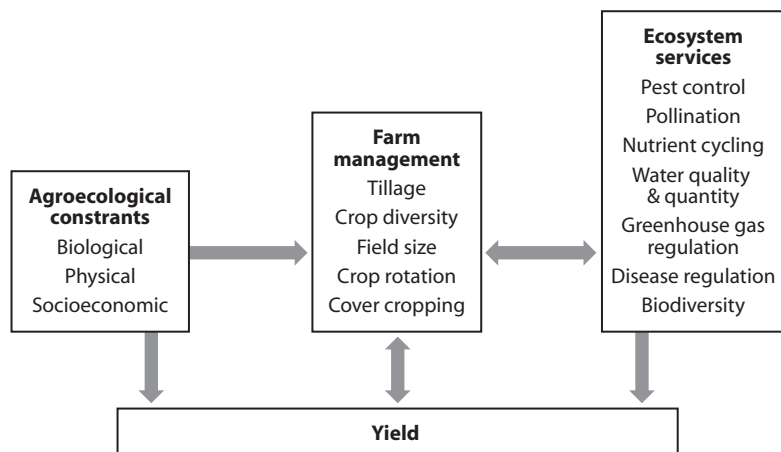 Agroecological
constrants
Biological
Physical
Socioeconomic
Farm
management
Tillage
Crop diversity
Field size
Crop rotation
Cover cropping
Ecosystem
services
Pest control
Pollination
Nutrient cycling
Water quality
& quantity
Greenhouse gas
regulation
Disease regulation
Biodiversity
Yield